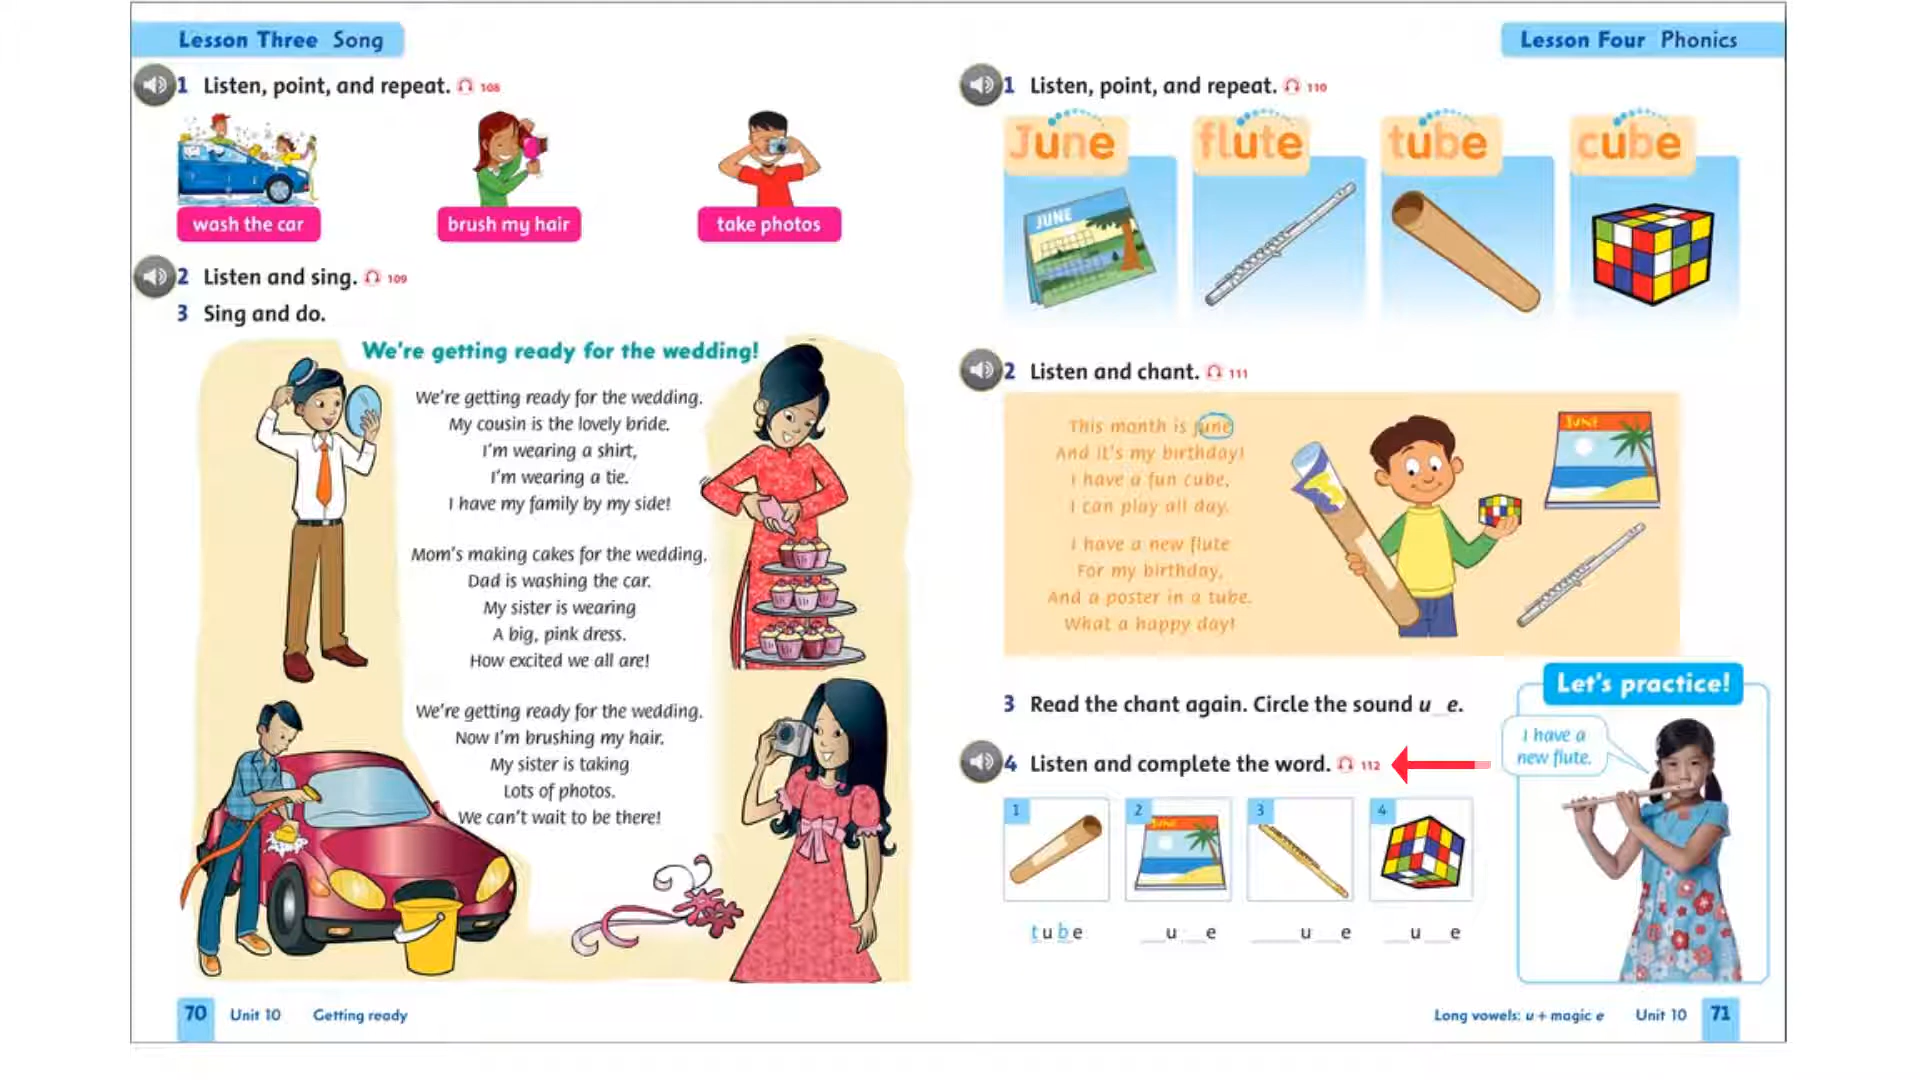 Lesson Three Song
1 Listen, point, and repeat. 108
wash the car
brush my hair
take photos
2 Listen and sing. 109
3 Sing and do.
We're getting ready for the wedding!
We're getting ready for the wedding.
My cousin is the lovely bride.
I'm wearing a shirt,
I'm wearing a tie.
I have my family by my side!
Mom's making cakes for the wedding.
Dad is washing the car.
My sister is wearing
A big, pink dress.
How excited we all are!
We're getting ready for the wedding.
Now I'm brushing my hair.
My sister is taking
Lots of photos.
We can't wait to be there!
70 Unit 10 Getting ready
Lesson Four Phonics
1 Listen, point, and repeat. 110
June
flute
tube
cube
JUNE
2 Listen and chant. 111
This month is June
And it's my birthday!
I have a fun cube,
I can play all day.
I have a new flute
For my birthday,
And a poster in a tube.
What a happy day!
JUNE
3 Read the chant again. Circle the sound u_e.
4 Listen and complete the word. 112
1
2
3
4
JUNE
tube
__u__e
____u__e
__u__e
Let's practice!
I have a
new flute.
Long vowels: u + magic e Unit 10 71